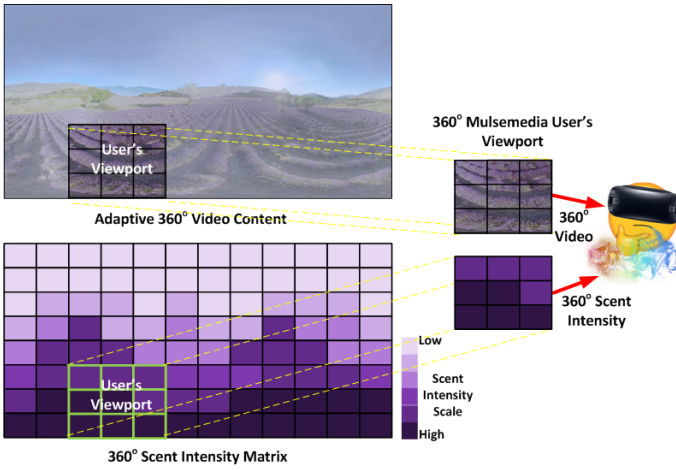 User's
Viewport
Adaptive 360° Video Content
360° Mulsemedia User's
Viewport
360°
Video
360° Scent
Intensity
User's
Viewport
Low
Scent
Intensity
Scale
High
360° Scent Intensity Matrix